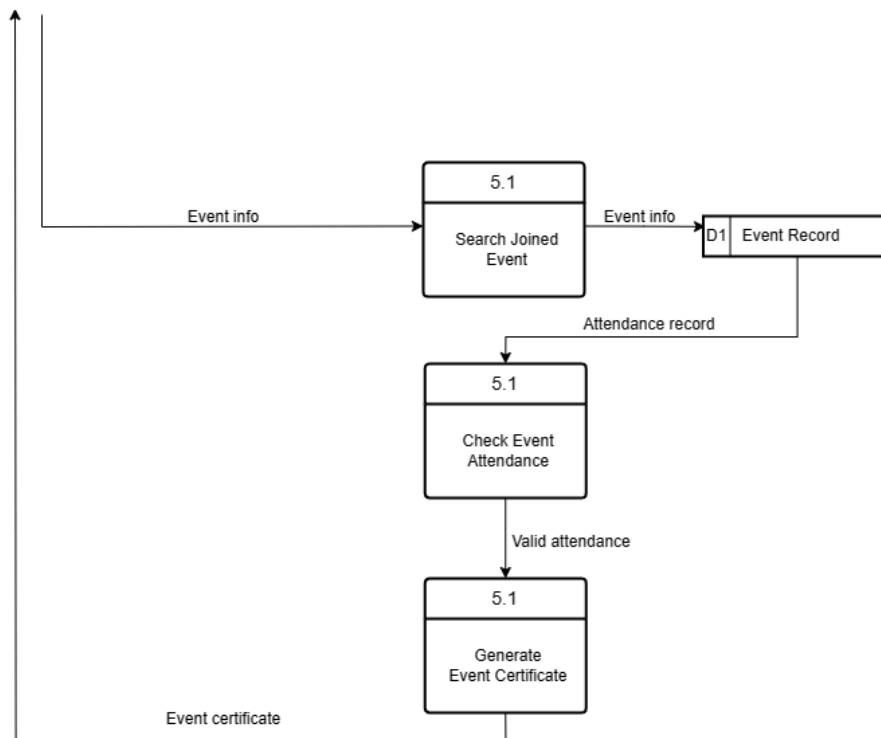 5.1
Event info
Event info
Search Joined
Event
D1
Event Record
Attendance record
5.1
Check Event
Attendance
Valid attendance
5.1
Generate
Event Certificate
Event certificate